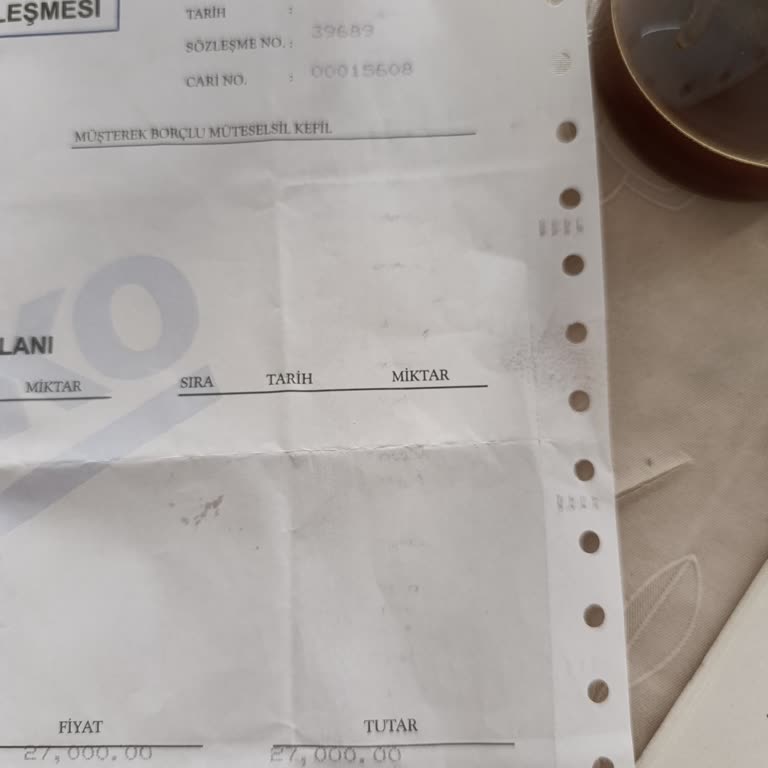 LEŞMESİ
TARİH :
SÖZLEŞME NO. : 39689
CARİ NO. : 00015608
MÜŞTEREK BORÇLU MÜTESELSİL KEFİL
KO
LANI
MİKTAR SIRA TARİH MİKTAR
FİYAT TUTAR
27,000.00 27,000.00